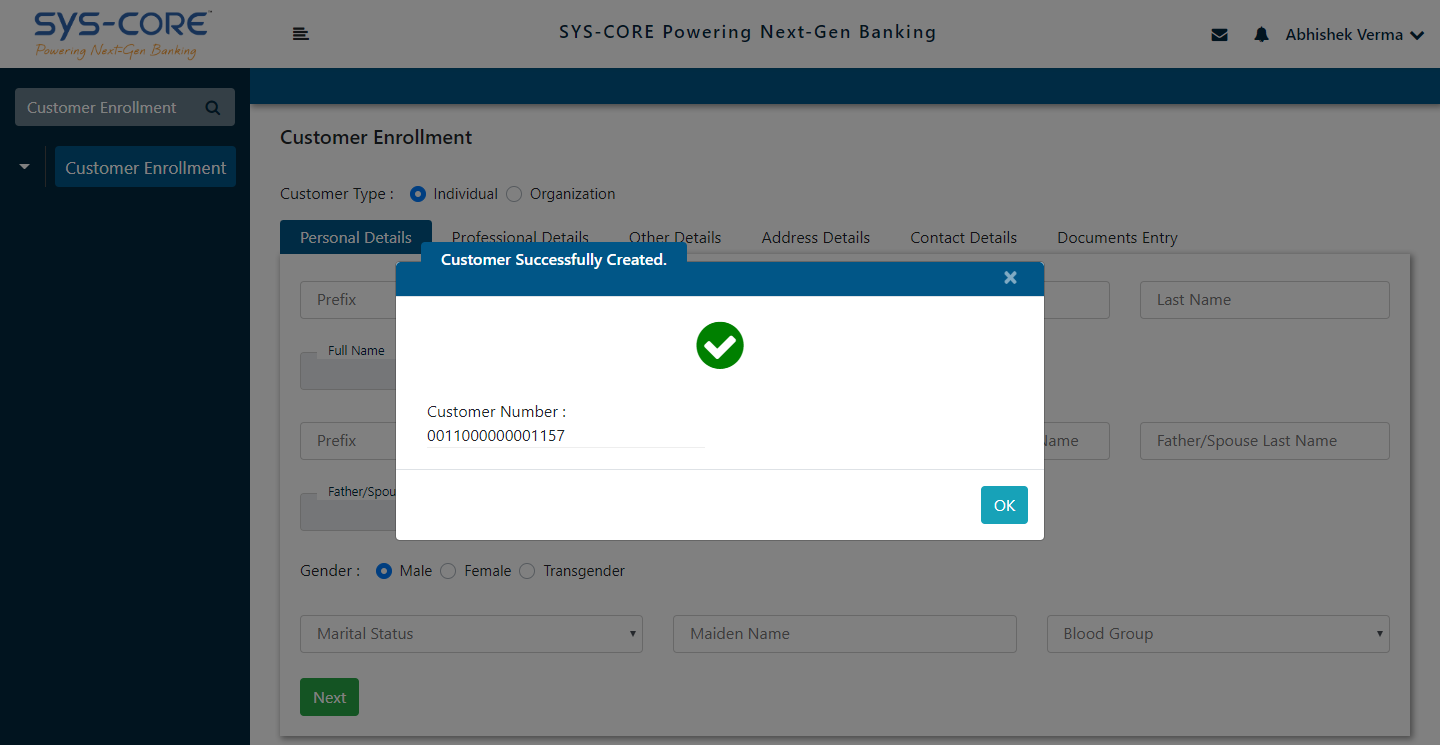 SYS-CORE™
Powering Next-Gen Banking
SYS-CORE Powering Next-Gen Banking
Abhishek Verma
Customer Enrollment
Customer Enrollment
Customer Enrollment
Customer Type : Individual Organization
Personal Details Professional Details Other Details Address Details Contact Details Documents Entry
Customer Successfully Created.
×
Prefix Last Name
Full Name
Customer Number :
0011000000001157
Prefix Name Father/Spouse Last Name
Father/Spou
OK
Gender : Male Female Transgender
Marital Status Maiden Name Blood Group
Next